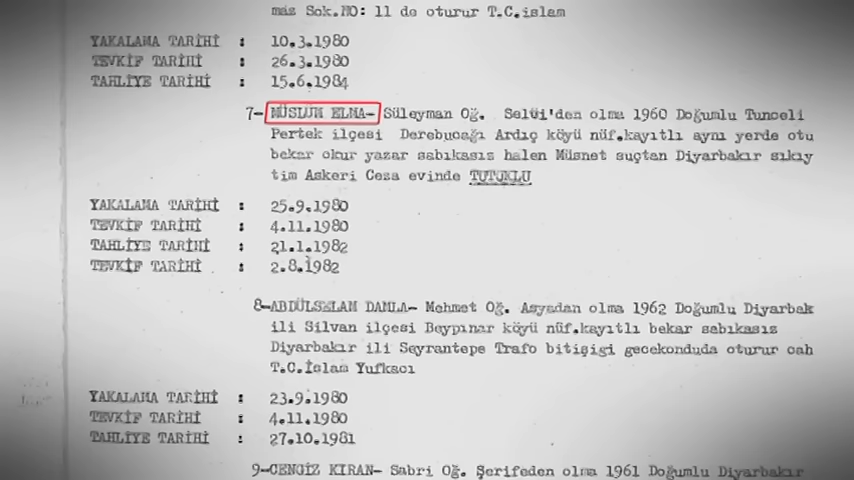 mas Sok.NO: 11 de oturur T.C.islam
YAKALAMA TARİHİ : 10.3.1980
TEVKİF TARİHİ : 26.3.1980
TAHLİYE TARİHİ : 15.6.1984
7-MÜSLÜM ELMA- Süleyman Oğ. Selüi'den olma 1960 Doğumlu Tunceli
Pertek ilçesi Derebucağı Ardıç köyü nüf.kayıtlı aynı yerde otu
bekar okur yazar sabıkasız halen Müsnet suçtan Diyarbakır sıkıy
tim Askeri Ceza evinde TUTUKLU
YAKALAMA TARİHİ : 25.9.1980
TEVKİF TARİHİ : 4.11.1980
TAHLİYE TARİHİ : 21.1.1982
TEVKİF TARİHİ : 2.8.1982
8-ABDÜLSELAM DAMLA- Mehmet Oğ. Asyadan olma 1962 Doğumlu Diyarbak
ili Silvan ilçesi Beypınar köyü nüf.kayıtlı bekar sabıkasız
Diyarbakır ili Seyrantepe Trafo bitişigi gecekonduda oturur cah
T.C.İslam Yufkacı
YAKALAMA TARİHİ : 23.9.1980
TEVKİF TARİHİ : 4.11.1980
TAHLİYE TARİHİ : 27.10.1981
9-CENGİZ KIRAN- Sabri Oğ. Şerifeden olma 1961 Doğumlu Diyarbakır